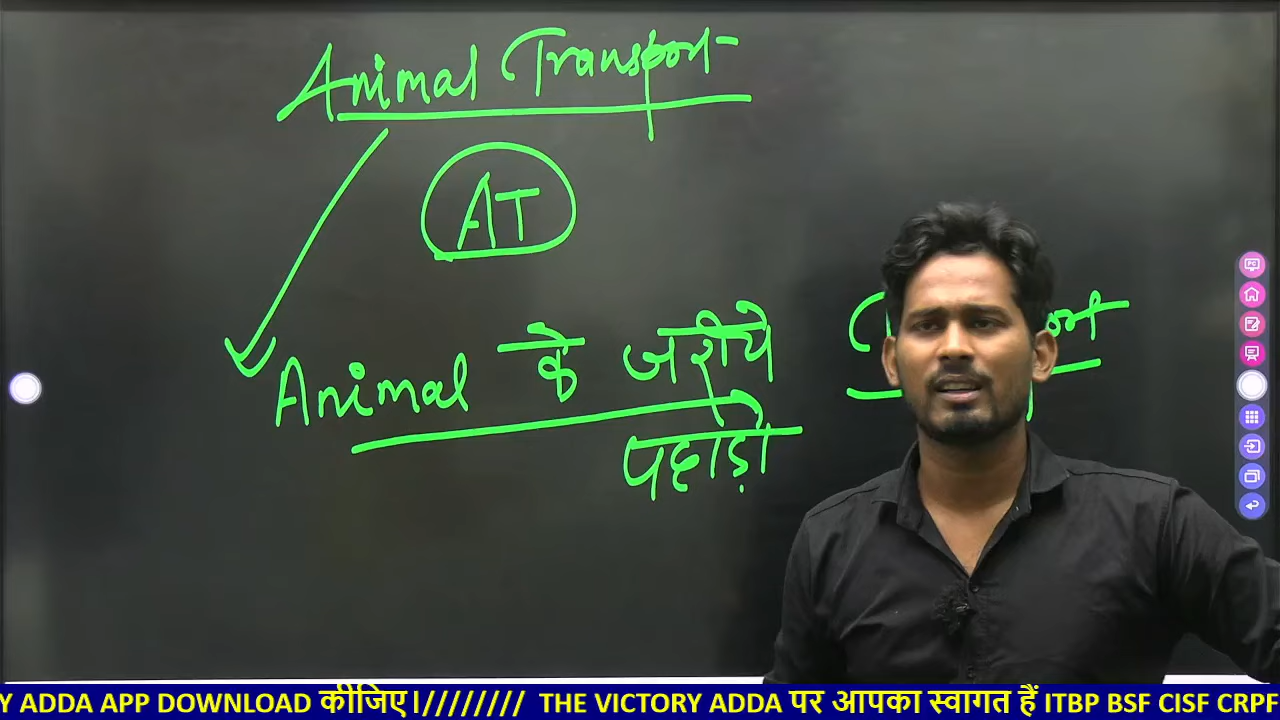 Animal Transport
AT
Animal के जरीये
पहाड़ो
Y ADDA APP DOWNLOAD कीजिए।//////// THE VICTORY ADDA पर आपका स्वागत हैं ITBP BSF CISF CRPF